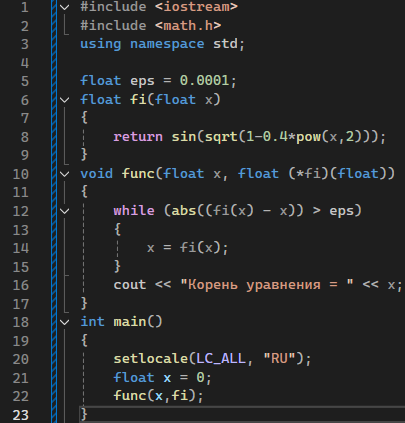 1 #include <iostream>
2 #include <math.h>
3 using namespace std;
4
5 float eps = 0.0001;
6 float fi(float x)
7 {
8 return sin(sqrt(1-0.4*pow(x,2)));
9 }
10 void func(float x, float (*fi)(float))
11 {
12 while (abs((fi(x) - x)) > eps)
13 {
14 x = fi(x);
15 }
16 cout << "Корень уравнения = " << x;
17 }
18 int main()
19 {
20 setlocale(LC_ALL, "RU");
21 float x = 0;
22 func(x,fi);
23 }